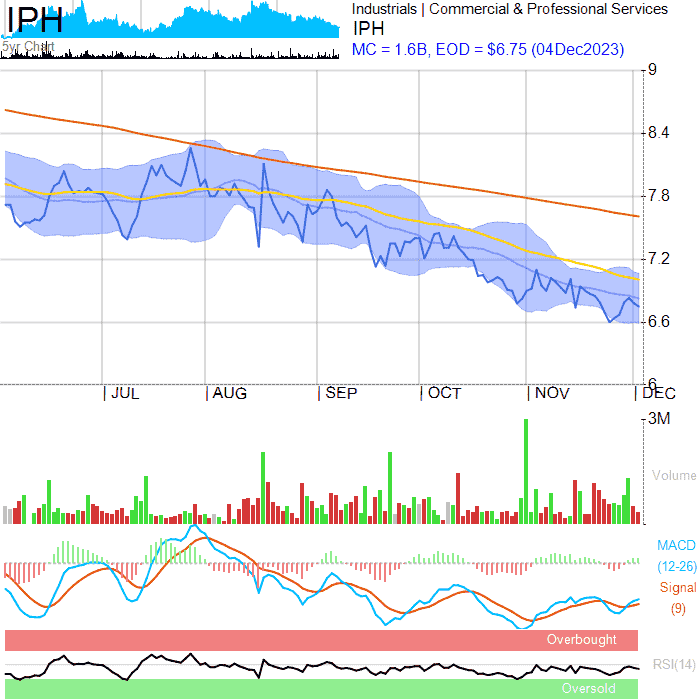 IPH
5yr Chart
Industrials | Commercial & Professional Services
IPH
MC = 1.6B, EOD = $6.75 (04Dec2023)
9
8.4
7.8
7.2
6.6
6
| JUL | AUG | SEP | OCT | NOV | DEC
3M
Volume
MACD
(12-26)
Signal
(9)
Overbought
RSI(14)
Oversold